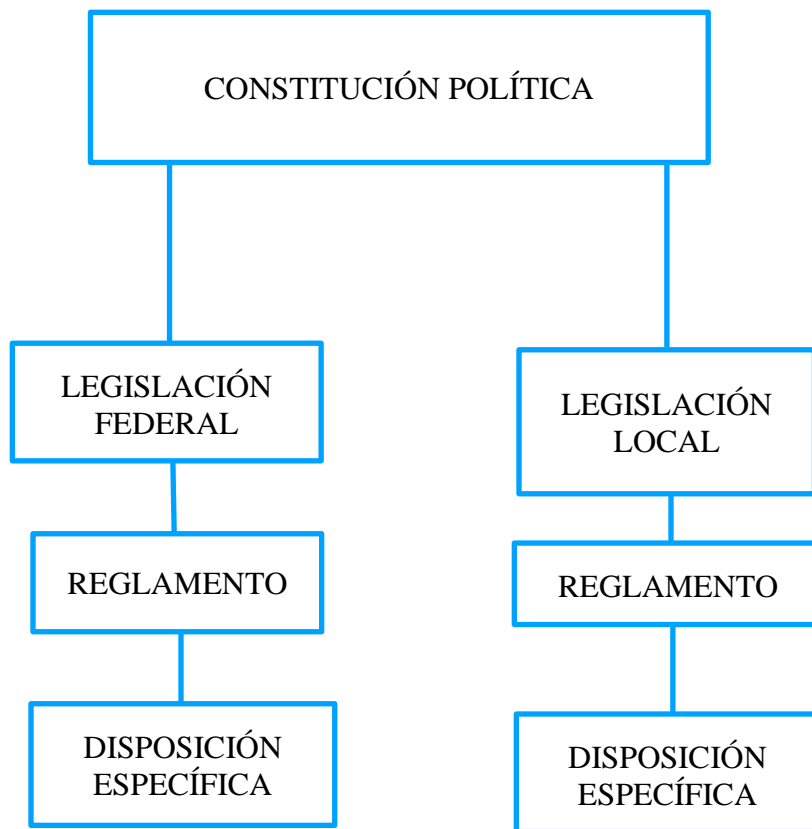 CONSTITUCIÓN POLÍTICA
LEGISLACIÓN
FEDERAL
LEGISLACIÓN
LOCAL
REGLAMENTO
REGLAMENTO
DISPOSICIÓN
ESPECÍFICA
DISPOSICIÓN
ESPECÍFICA